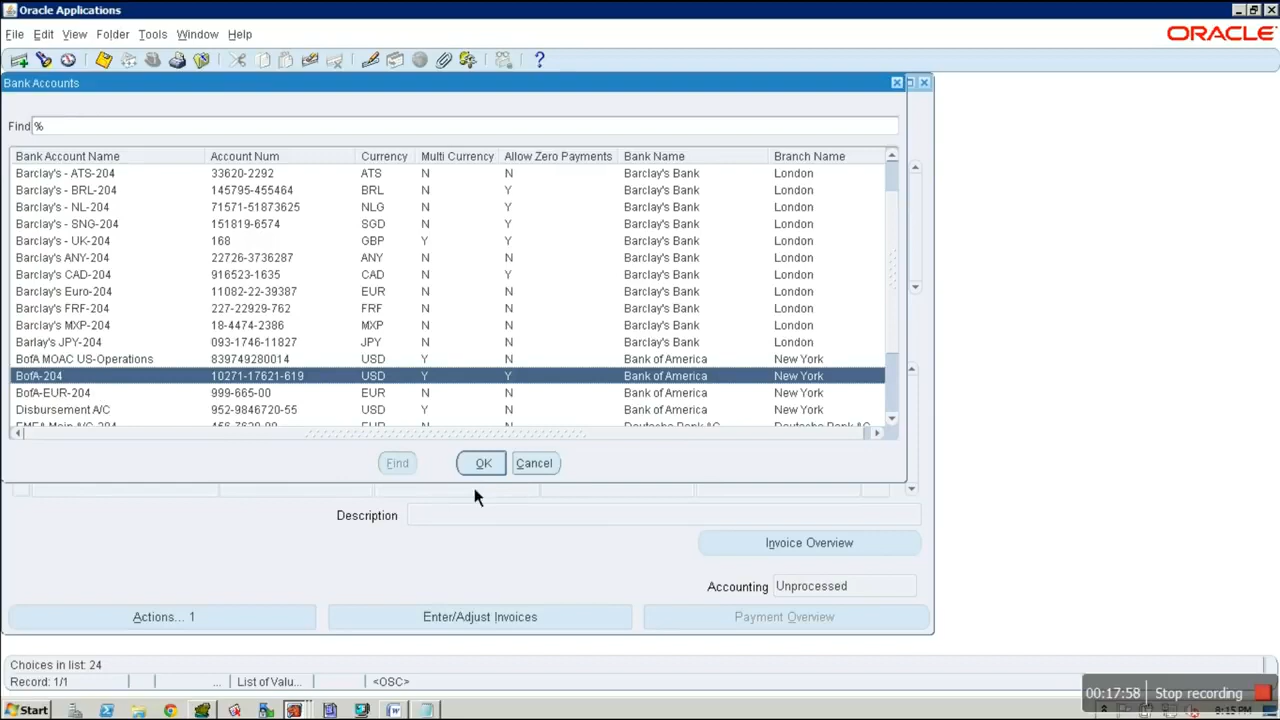 Oracle Applications
File Edit View Folder Tools Window Help
ORACLE
Bank Accounts
Find %
Bank Account Name Account Num Currency Multi Currency Allow Zero Payments Bank Name Branch Name
Barclay's - ATS-204 33620-2292 ATS N N Barclay's Bank London
Barclay's - BRL-204 145795-455464 BRL N Y Barclay's Bank London
Barclay's - NL-204 71571-51873625 NLG N Y Barclay's Bank London
Barclay's - SNG-204 151819-6574 SGD N Y Barclay's Bank London
Barclay's - UK-204 168 GBP Y Y Barclay's Bank London
Barclay's ANY-204 22726-3736287 ANY N N Barclay's Bank London
Barclay's CAD-204 916523-1635 CAD N Y Barclay's Bank London
Barclay's Euro-204 11082-22-39387 EUR N N Barclay's Bank London
Barclay's FRF-204 227-22929-762 FRF N N Barclay's Bank London
Barclay's MXP-204 18-4474-2386 MXP N N Barclay's Bank London
Barlay's JPY-204 093-1746-11827 JPY N N Barclay's Bank London
BofA MOAC US-Operations 839749280014 USD Y N Bank of America New York
BofA-204 10271-17621-619 USD Y Y Bank of America New York
BofA-EUR-204 999-665-00 EUR N N Bank of America New York
Disbursement A/C 952-9846720-55 USD Y N Bank of America New York
Find OK Cancel
Description
Invoice Overview
Accounting Unprocessed
Actions... 1 Enter/Adjust Invoices Payment Overview
Choices in list: 24
Record: 1/1 ... List of Valu... <OSC>
00:17:58 Stop recording
Start 8:15 PM